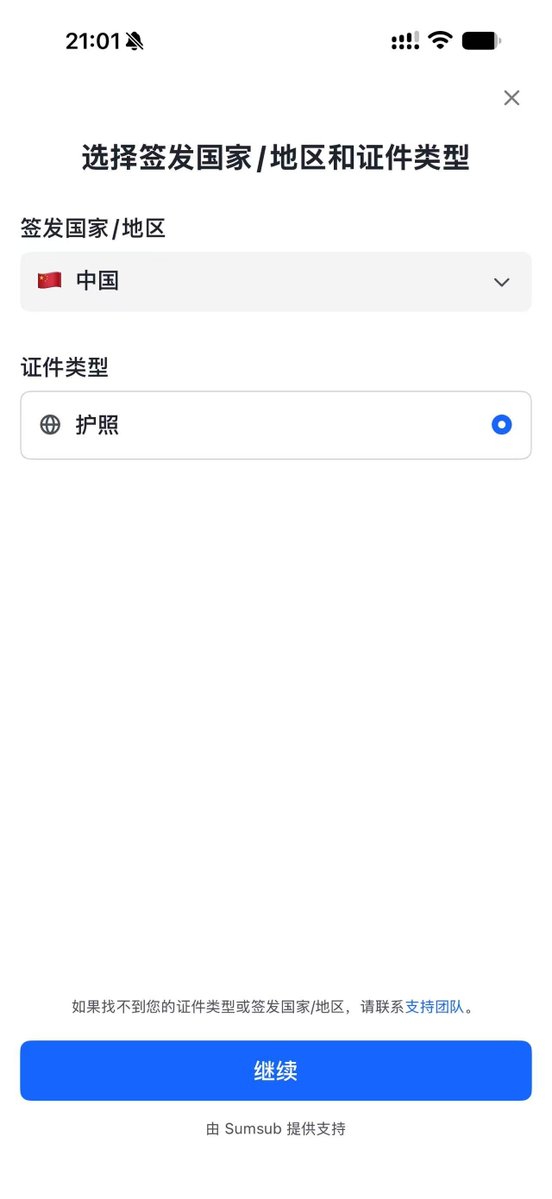 21:01
选择签发国家/地区和证件类型
签发国家/地区
中国
证件类型
护照
如果找不到您的证件类型或签发国家/地区，请联系支持团队。
继续
由 Sumsub 提供支持